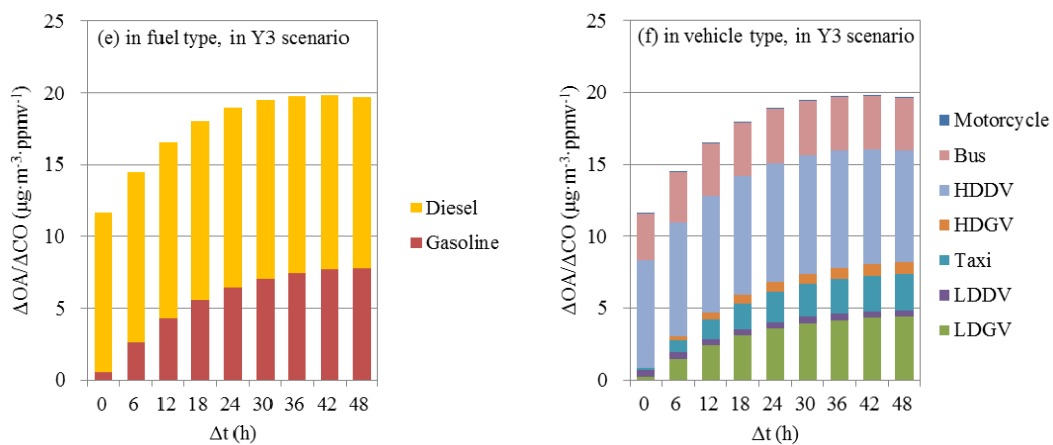 (e) in fuel type, in Y3 scenario
ΔOA/ΔCO (μg·m⁻³·ppmv⁻¹)
25
20
15
10
5
0
0 6 12 18 24 30 36 42 48
Δt (h)
Diesel
Gasoline
(f) in vehicle type, in Y3 scenario
ΔOA/ΔCO (μg·m⁻³·ppmv⁻¹)
25
20
15
10
5
0
0 6 12 18 24 30 36 42 48
Δt (h)
Motorcycle
Bus
HDDV
HDGV
Taxi
LDDV
LDGV